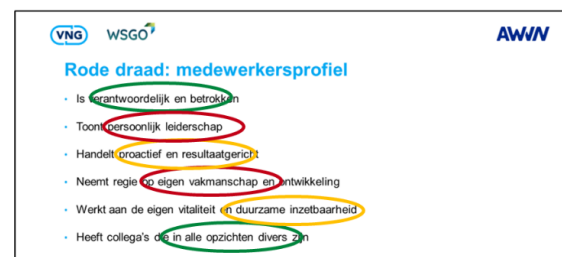 VNG WSGO AWVN
Rode draad: medewerkersprofiel
• Is verantwoordelijk en betrokken
• Toont persoonlijk leiderschap
• Handelt proactief en resultaatgericht
• Neemt regie op eigen vakmanschap en ontwikkeling
• Werkt aan de eigen vitaliteit en duurzame inzetbaarheid
• Heeft collega's die in alle opzichten divers zijn